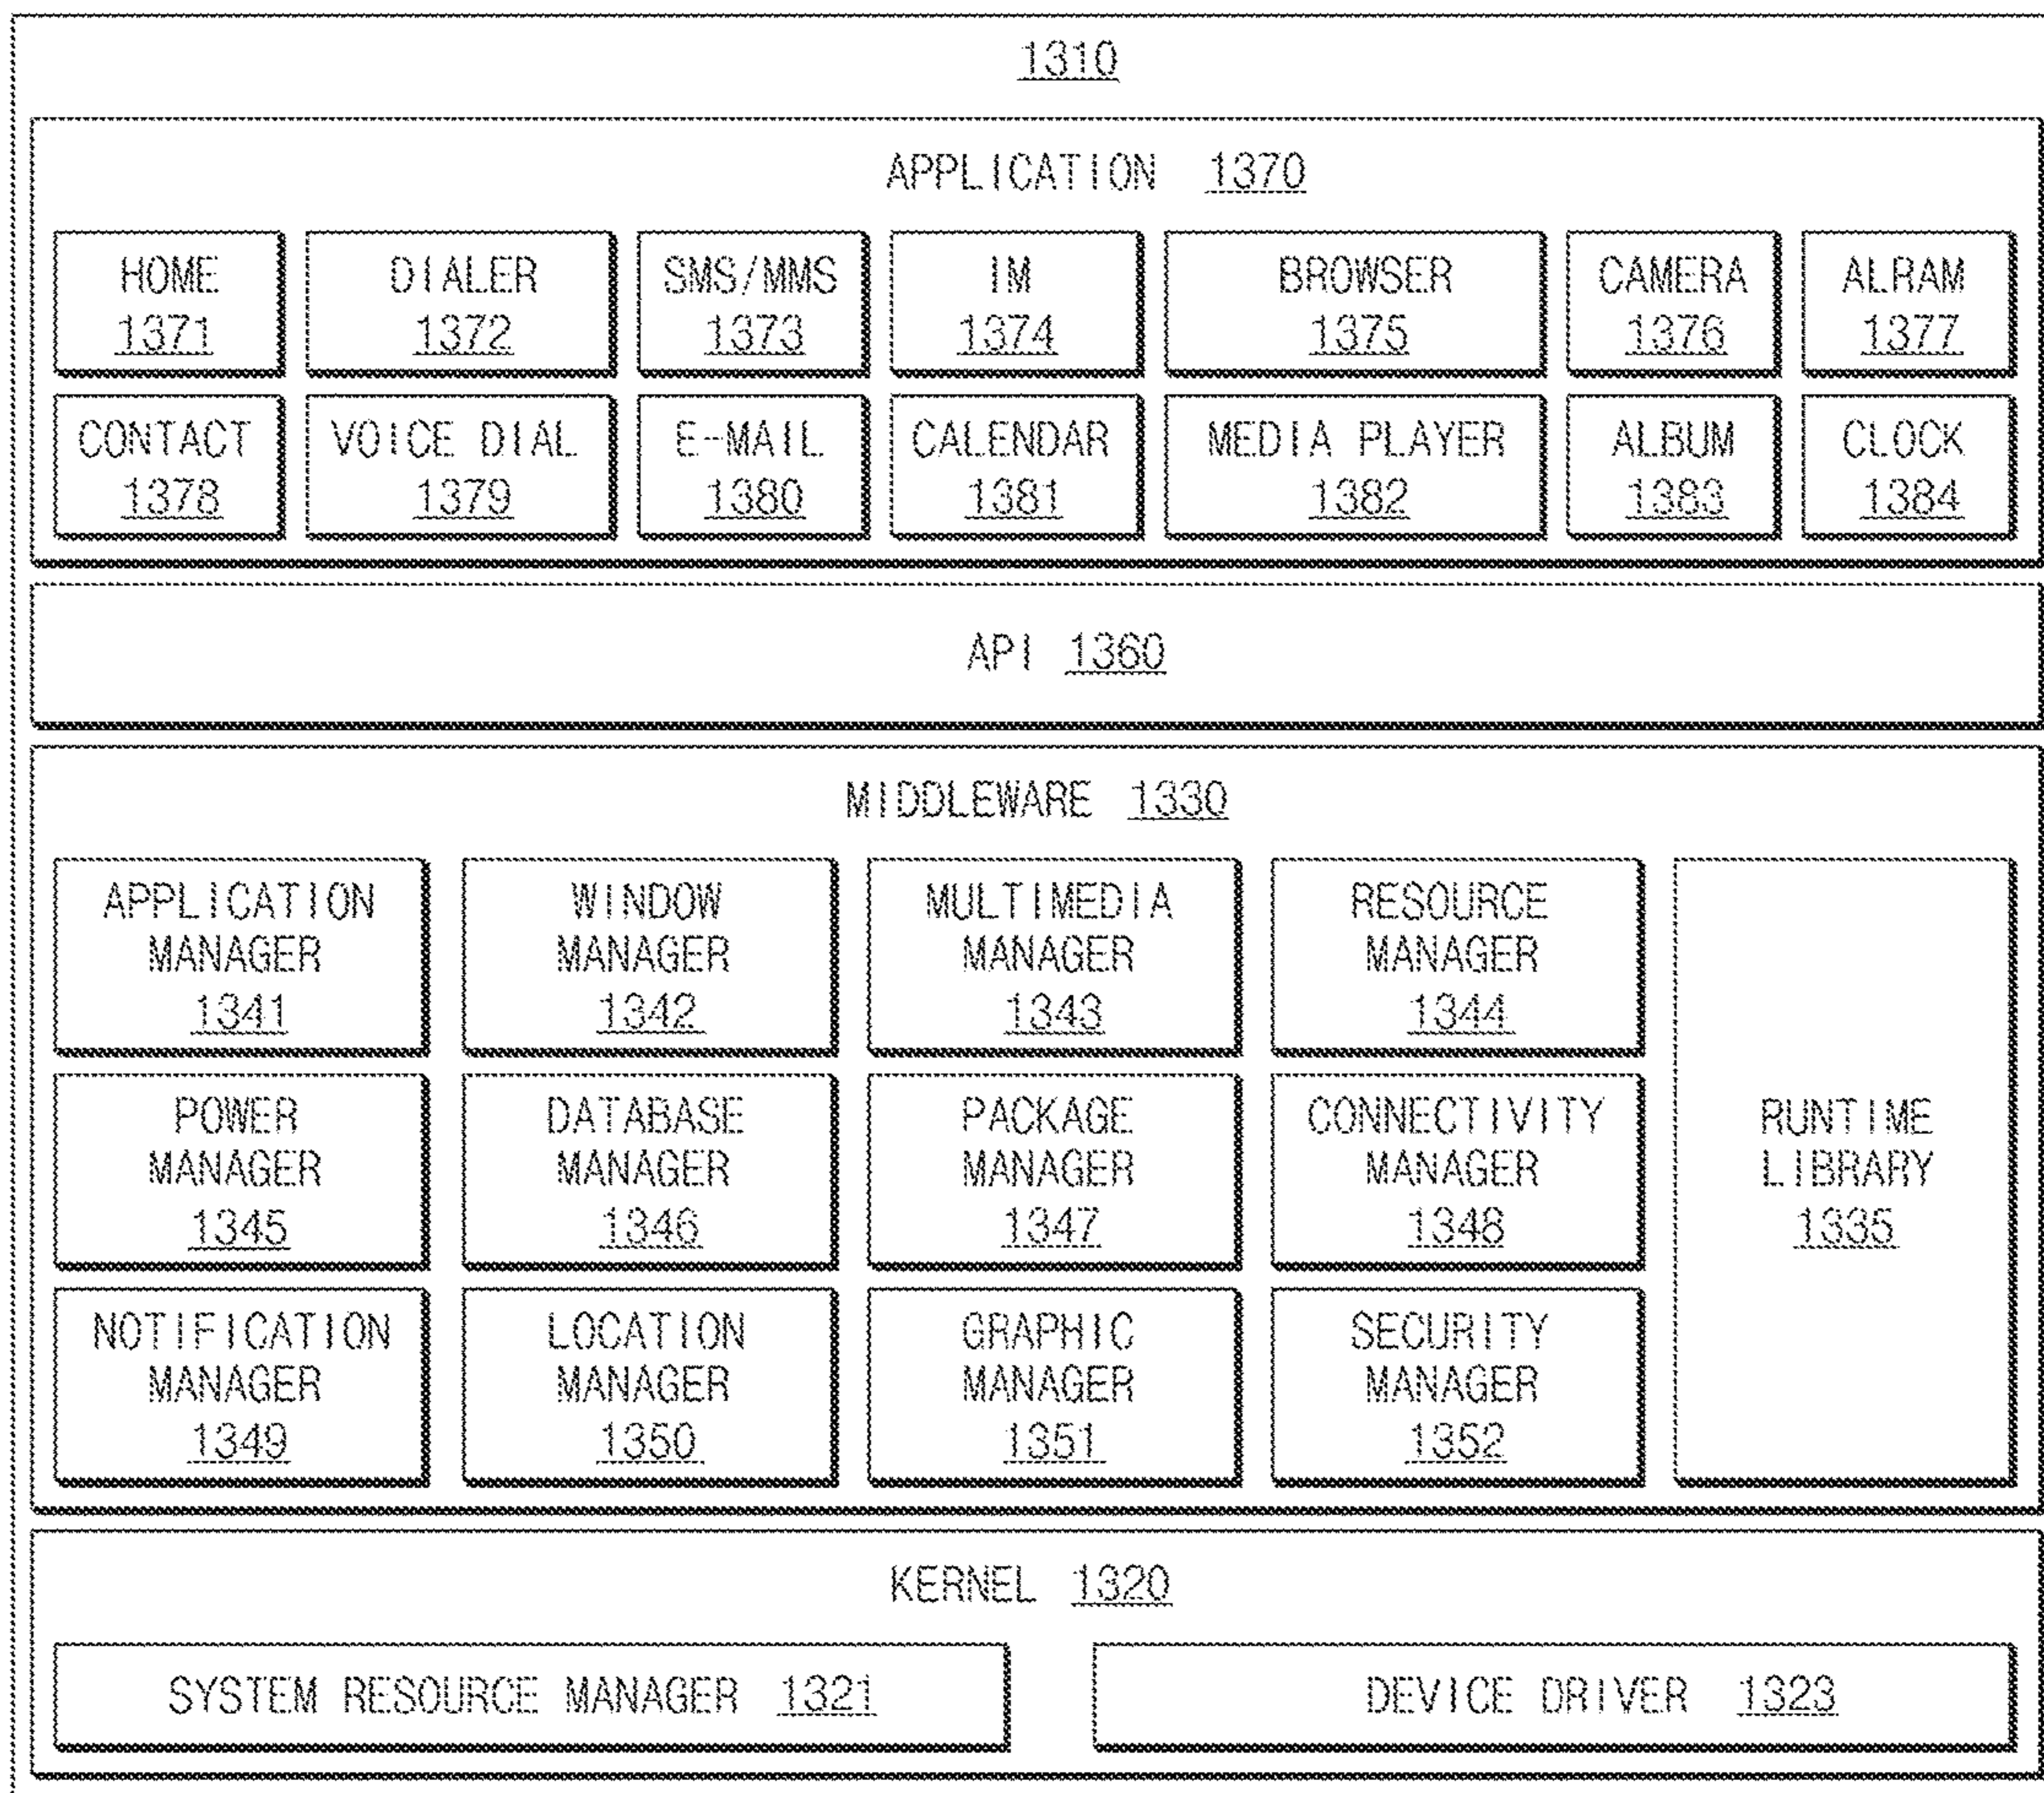 1310
APPLICATION 1370
HOME
1371
DIALER
1372
SMS/MMS
1373
IM
1374
BROWSER
1375
CAMERA
1376
ALRAM
1377
CONTACT
1378
VOICE DIAL
1379
E-MAIL
1380
CALENDAR
1381
MEDIA PLAYER
1382
ALBUM
1383
CLOCK
1384
API 1360
MIDDLEWARE 1330
APPLICATION
MANAGER
1341
WINDOW
MANAGER
1342
MULTIMEDIA
MANAGER
1343
RESOURCE
MANAGER
1344
POWER
MANAGER
1345
DATABASE
MANAGER
1346
PACKAGE
MANAGER
1347
CONNECTIVITY
MANAGER
1348
RUNTIME
LIBRARY
1335
NOTIFICATION
MANAGER
1349
LOCATION
MANAGER
1350
GRAPHIC
MANAGER
1351
SECURITY
MANAGER
1352
KERNEL 1320
SYSTEM RESOURCE MANAGER 1321
DEVICE DRIVER 1323